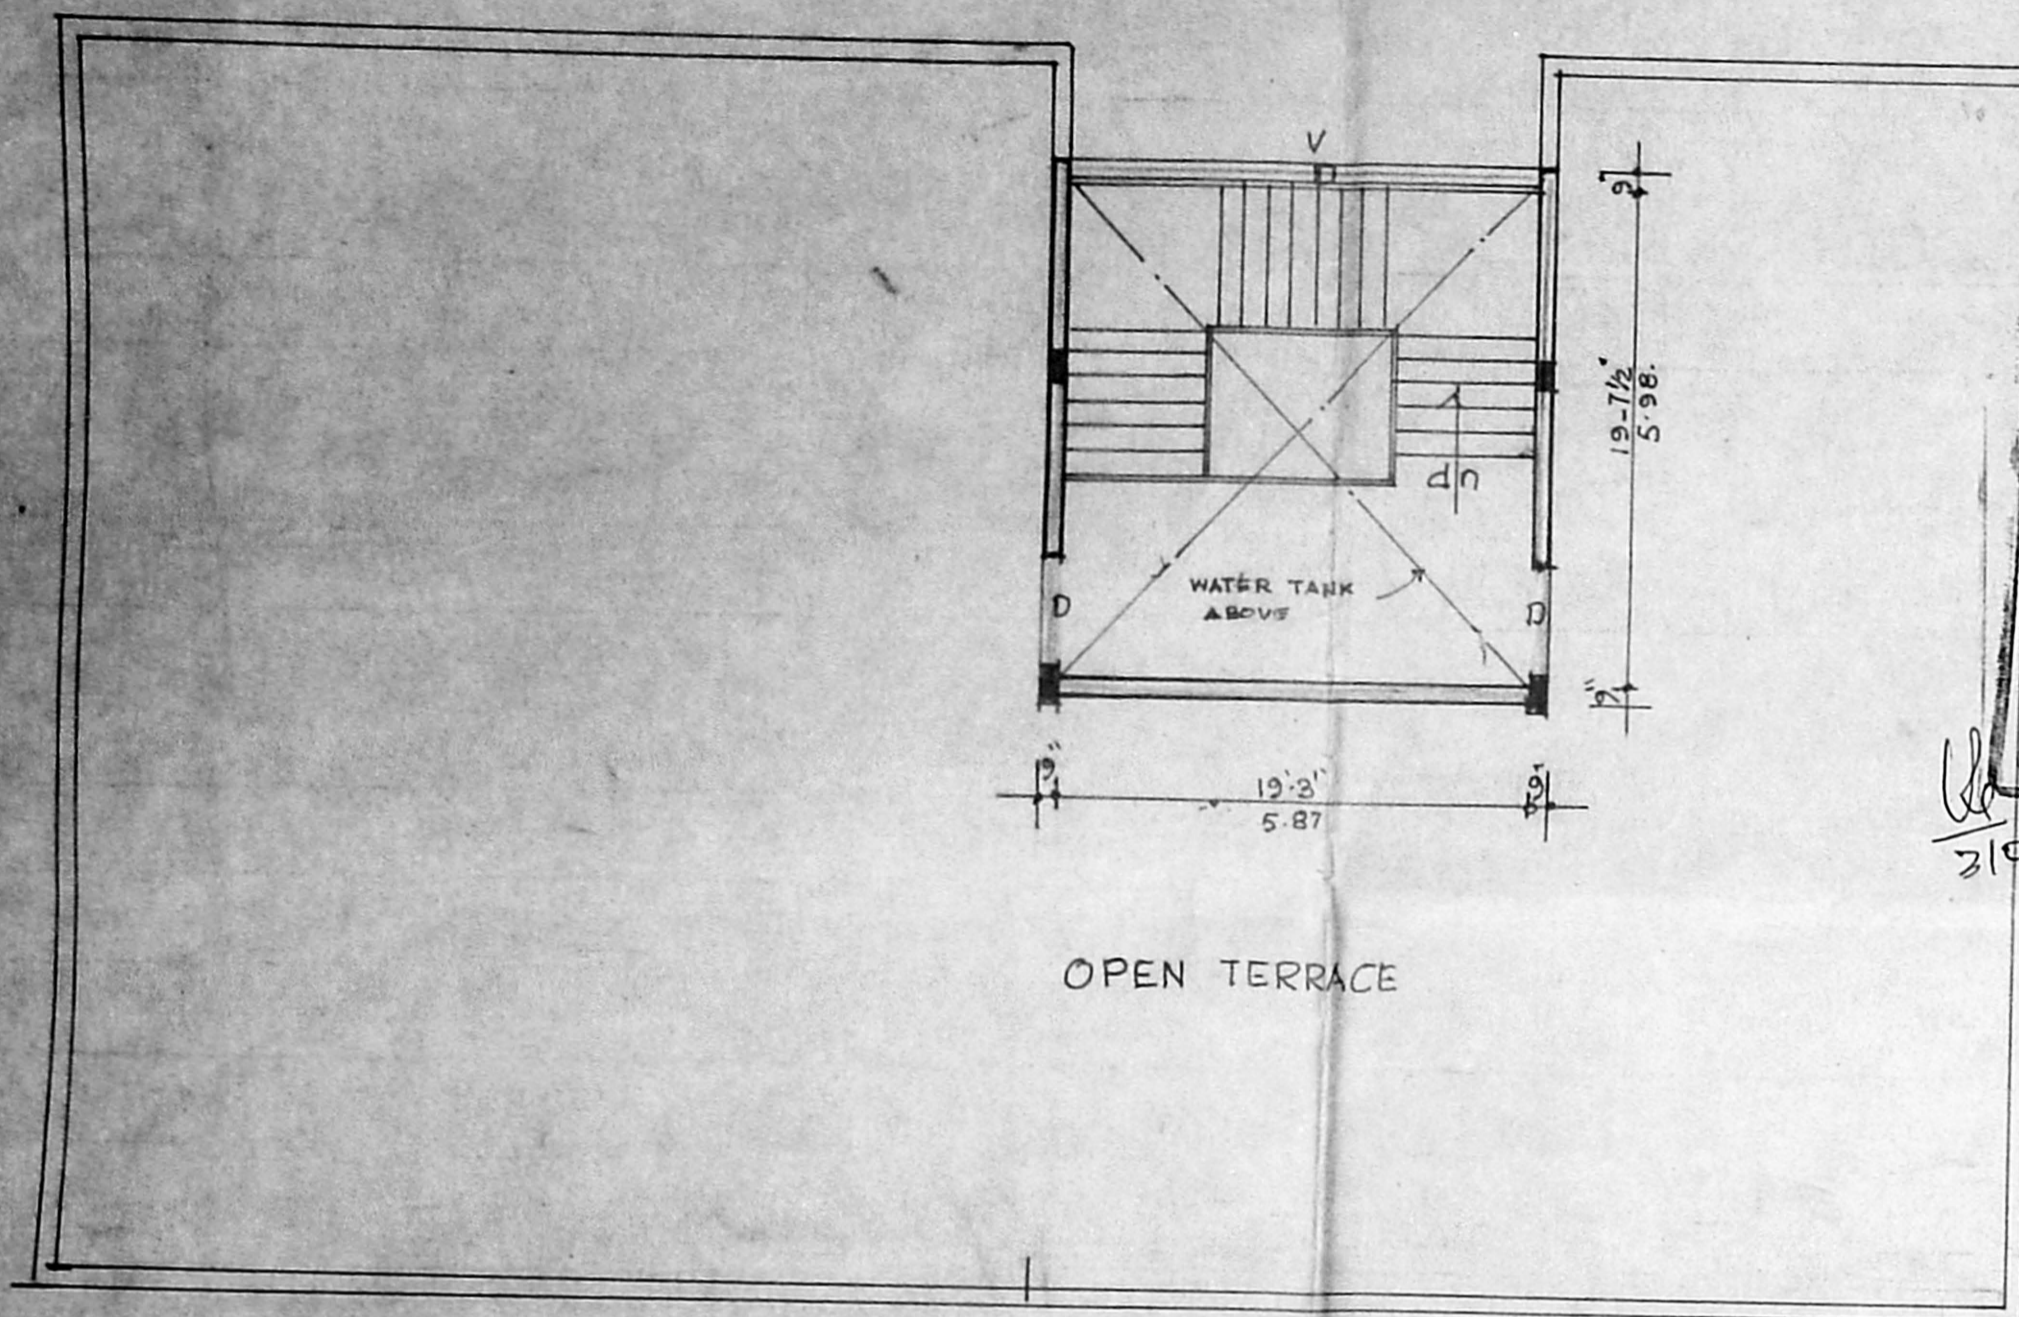 V
9"
19-7½"
5.98.
dn
WATER TANK
ABOVE
D
D
9"
9"
19'-3"
5.87
9"
OPEN TERRACE